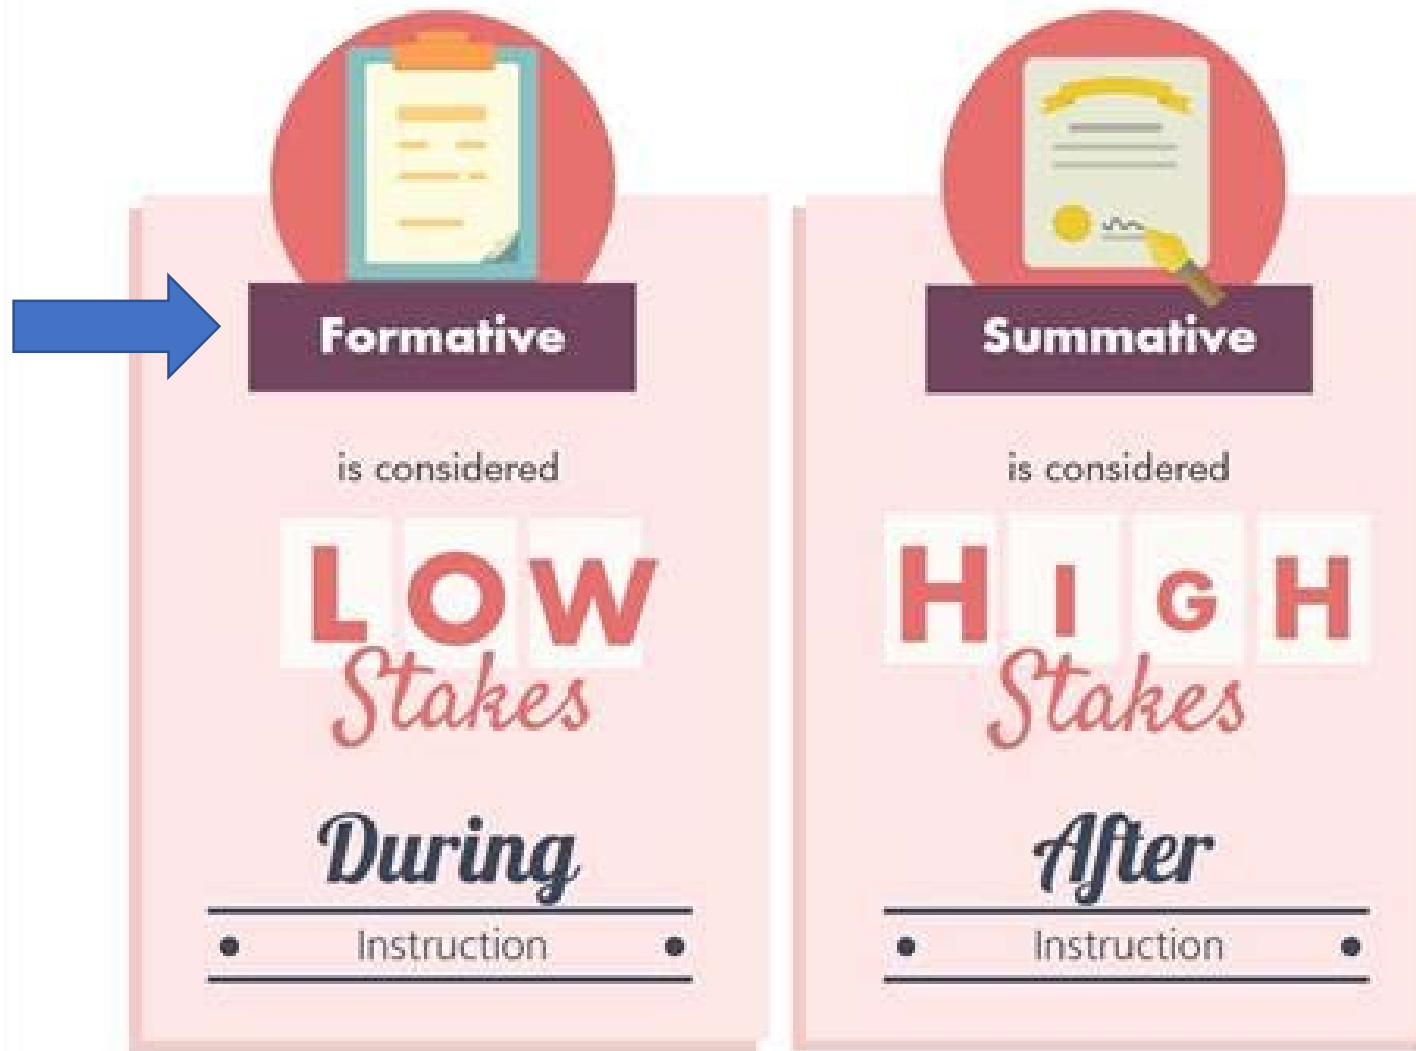 Formative
is considered
LOW
Stakes
During
Instruction
Summative
is considered
HIGH
Stakes
After
Instruction